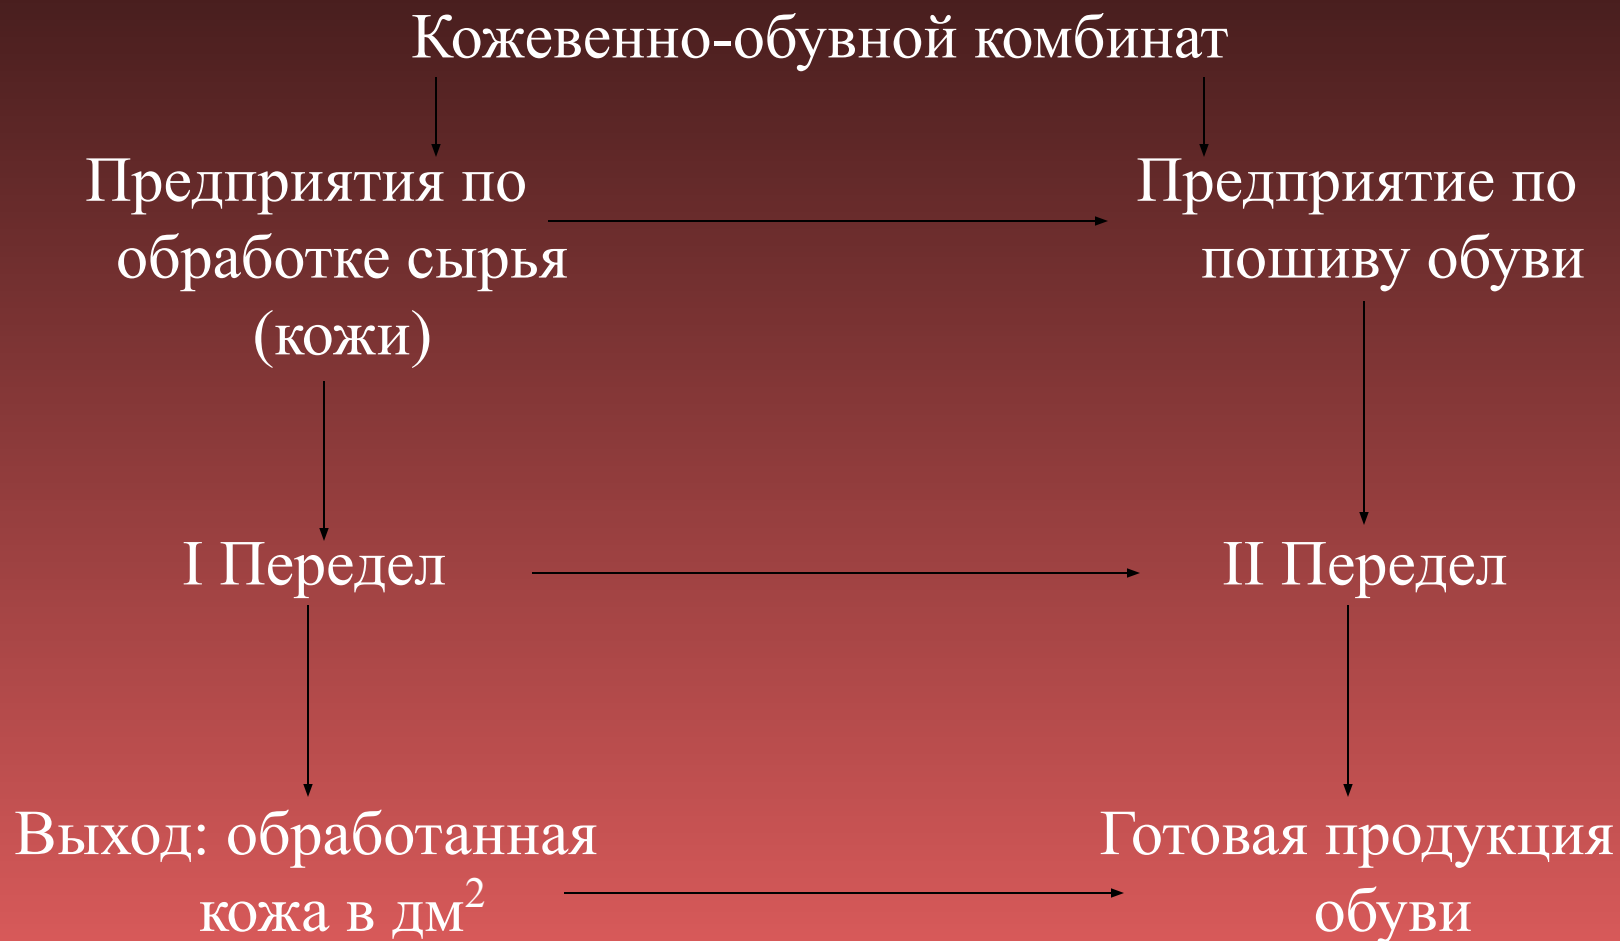 Кожевенно-обувной комбинат
Предприятия по
обработке сырья
(кожи)
Предприятие по
пошиву обуви
I Передел
II Передел
Выход: обработанная
кожа в дм²
Готовая продукция
обуви